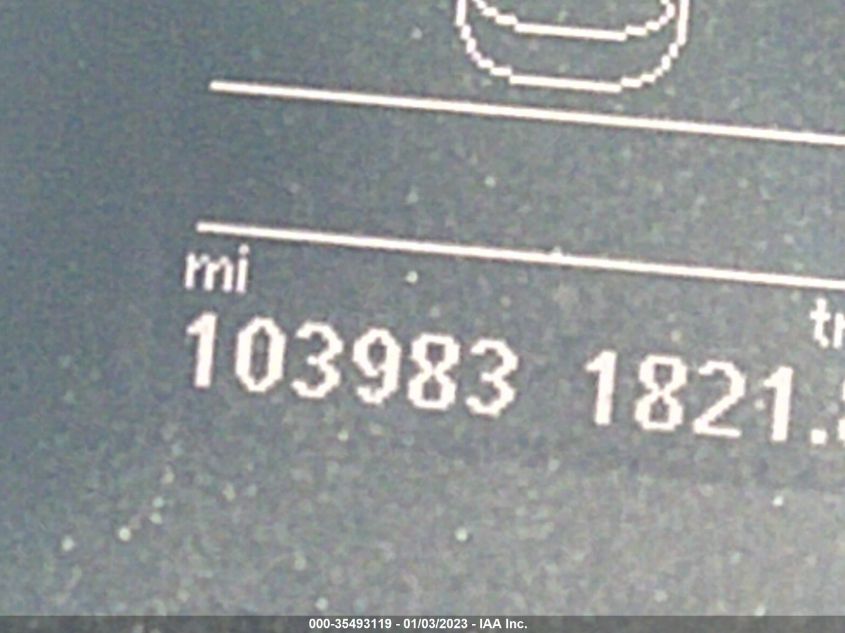 mi
103983 1821.
000-35493119 - 01/03/2023 - IAA Inc.